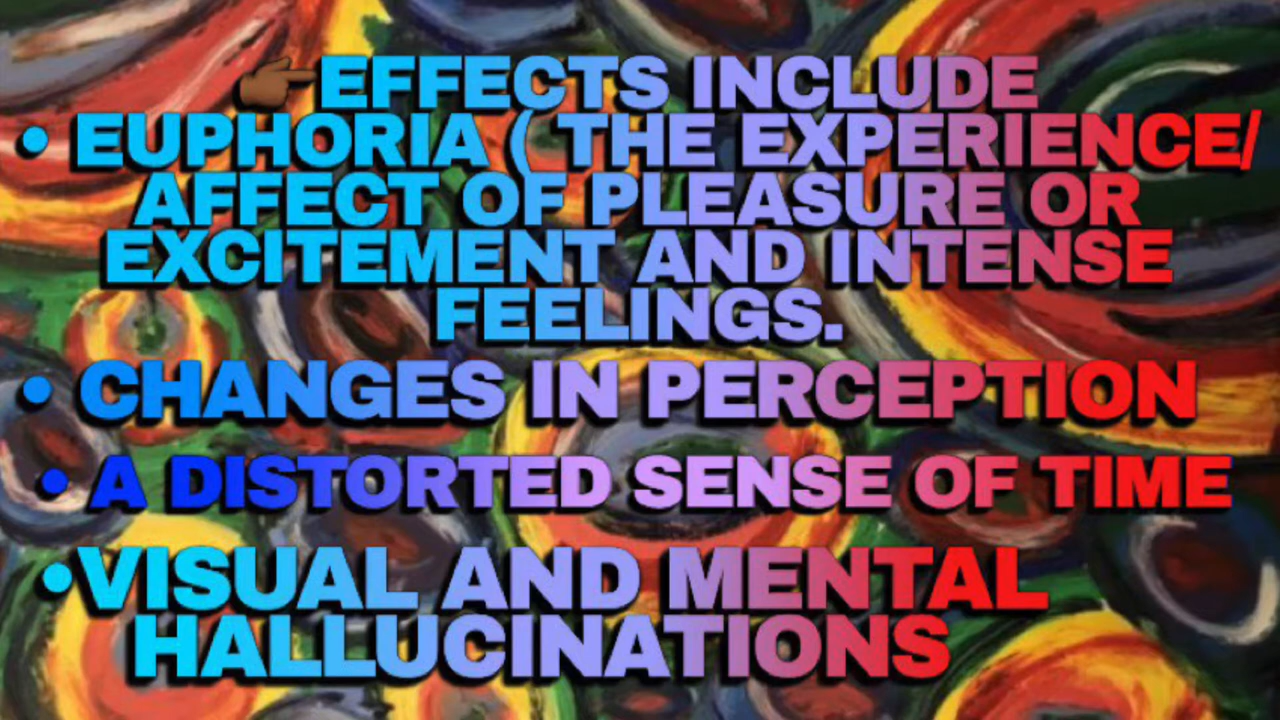 👉🏾EFFECTS INCLUDE
• EUPHORIA ( THE EXPERIENCE/
AFFECT OF PLEASURE OR
EXCITEMENT AND INTENSE
FEELINGS.
• CHANGES IN PERCEPTION
• A DISTORTED SENSE OF TIME
•VISUAL AND MENTAL
HALLUCINATIONS